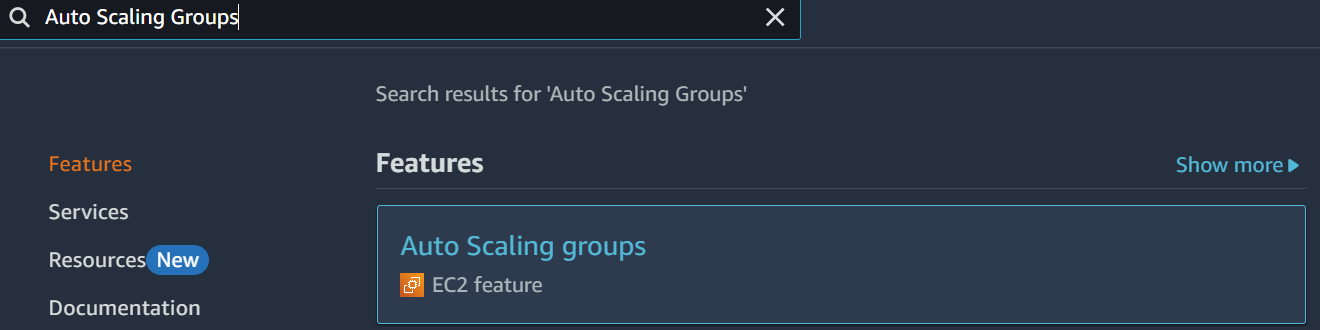 Auto Scaling Groups
Search results for 'Auto Scaling Groups'
Features
Services
Resources New
Documentation
Features
Show more
Auto Scaling groups
EC2 feature